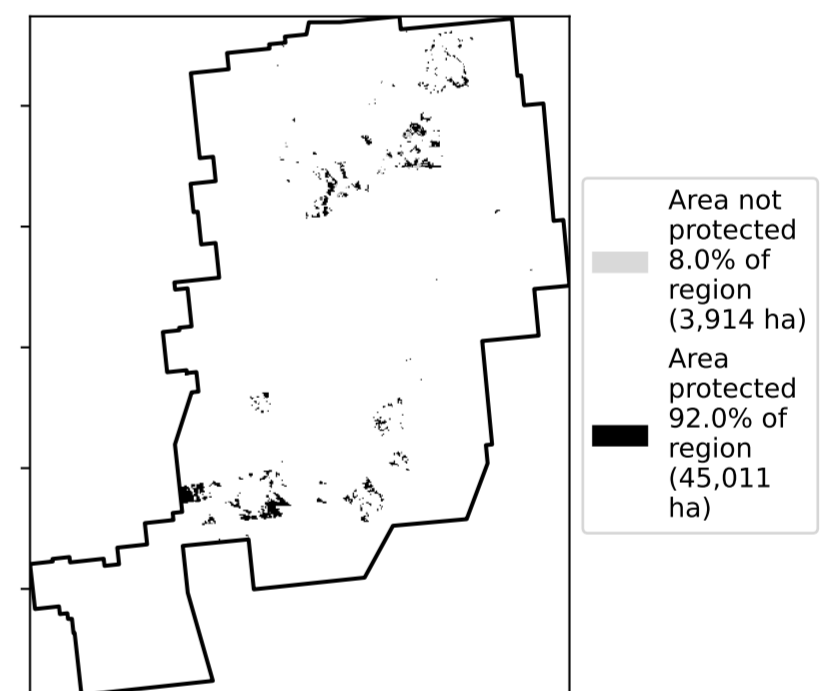 Area not
protected
8.0% of
region
(3,914 ha)
Area
protected
92.0% of
region
(45,011
ha)